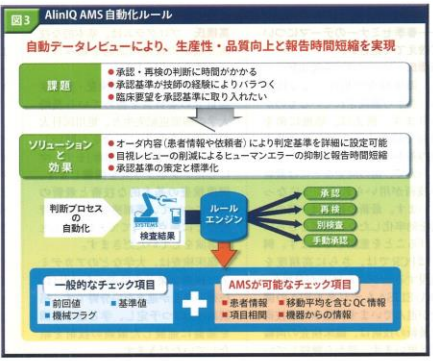 図3 AlinIQ AMS 自動化ルール
自動データレビューにより、生産性・品質向上と報告時間短縮を実現
課題
●承認・再検の判断に時間がかかる
●承認基準が技師の経験によりバラつく
●臨床要望を承認基準に取り入れたい
ソリューション
と
効果
●オーダ内容(患者情報や依頼者)により判定基準を詳細に設定可能
●目視レビューの削減によるヒューマンエラーの抑制と報告時間短縮
●承認基準の策定と標準化
判断プロセス
の
自動化
SYSTEMS
検査結果
ルール
エンジン
承認
再検
別検査
手動承認
一般的なチェック項目
■前回値 ■基準値
■機械フラグ
+
AMSが可能なチェック項目
■患者情報 ■移動平均を含むQC情報
■項目相関 ■機器からの情報